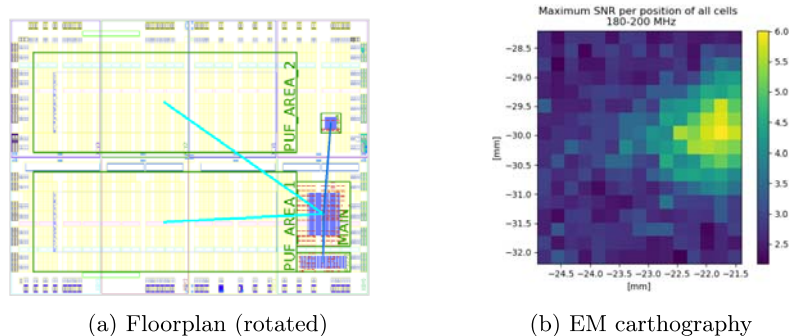 PUF_AREA_2
PUF_AREA_1
MAIN
Maximum SNR per position of all cells
180-200 MHz
6.0
5.5
5.0
4.5
4.0
3.5
3.0
2.5
−28.5
−29.0
−29.5
−30.0
−30.5
−31.0
−31.5
−32.0
[mm]
−24.5 −24.0 −23.5 −23.0 −22.5 −22.0 −21.5
[mm]
(a) Floorplan (rotated)
(b) EM carthography